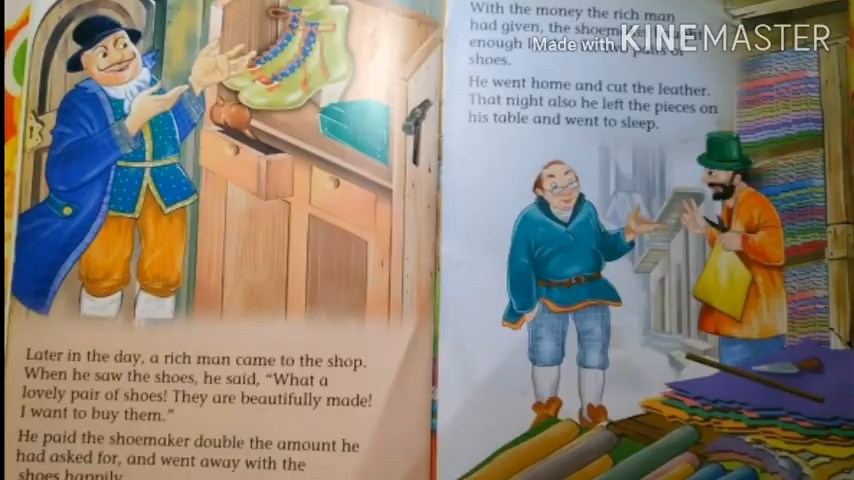 Later in the day, a rich man came to the shop.
When he saw the shoes, he said, “What a
lovely pair of shoes! They are beautifully made!
I want to buy them.”
He paid the shoemaker double the amount he
had asked for, and went away with the
shoes happily
With the money the rich man
had given, the
enough
shoes.
He went home and cut the leather.
That night also he left the pieces on
his table and went to sleep.
Made with KINEMASTER